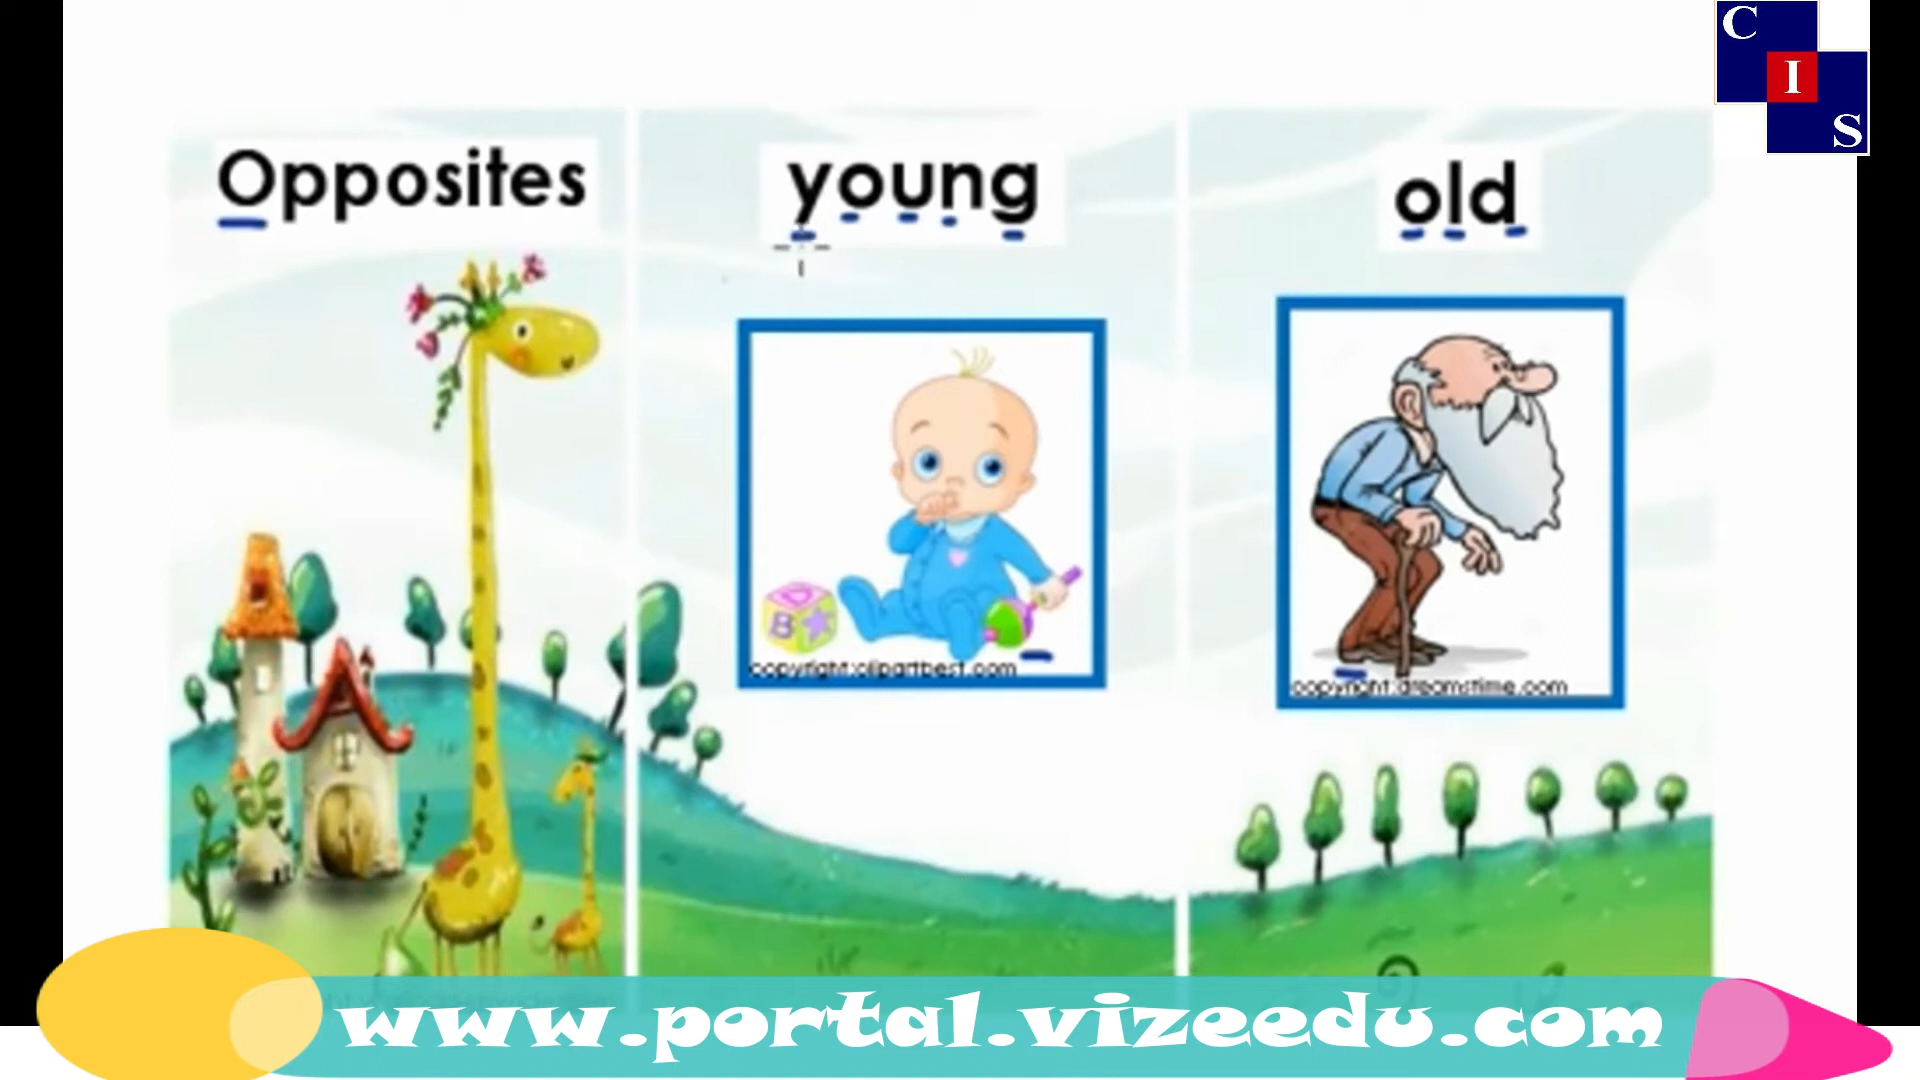 C
I
S
Opposites
young
old
B
copyright:clipartbest.com
copyright:dreamstime.com
www.portal.vizeedu.com